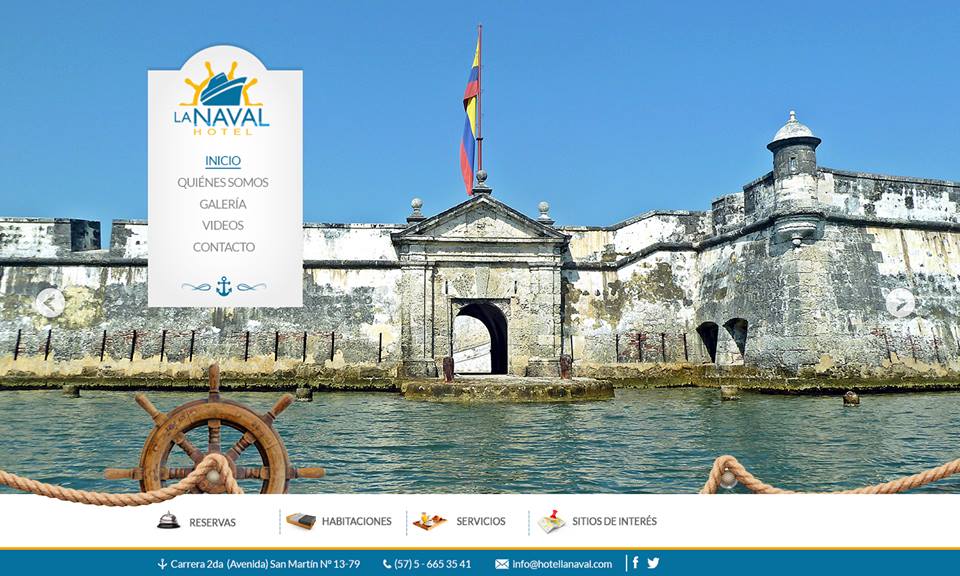 LA NAVAL
HOTEL
INICIO
QUIÉNES SOMOS
GALERÍA
VIDEOS
CONTACTO
RESERVAS
HABITACIONES
SERVICIOS
SITIOS DE INTERÉS
Carrera 2da (Avenida) San Martín Nº 13-79 (57) 5 - 665 35 41 info@hotellanaval.com